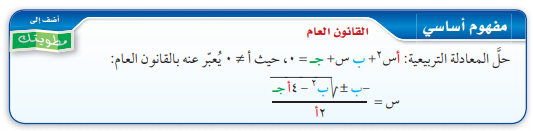 مفهوم أساسي
القانون العام
أضف إلى
مطويتك
حلّ المعادلة التربيعية: أس٢ + ب س + جـ = ٠، حيث أ ≠ ٠ يُعبّر عنه بالقانون العام:
س = (–ب ± √(ب٢ – ٤أجـ)) / ٢أ